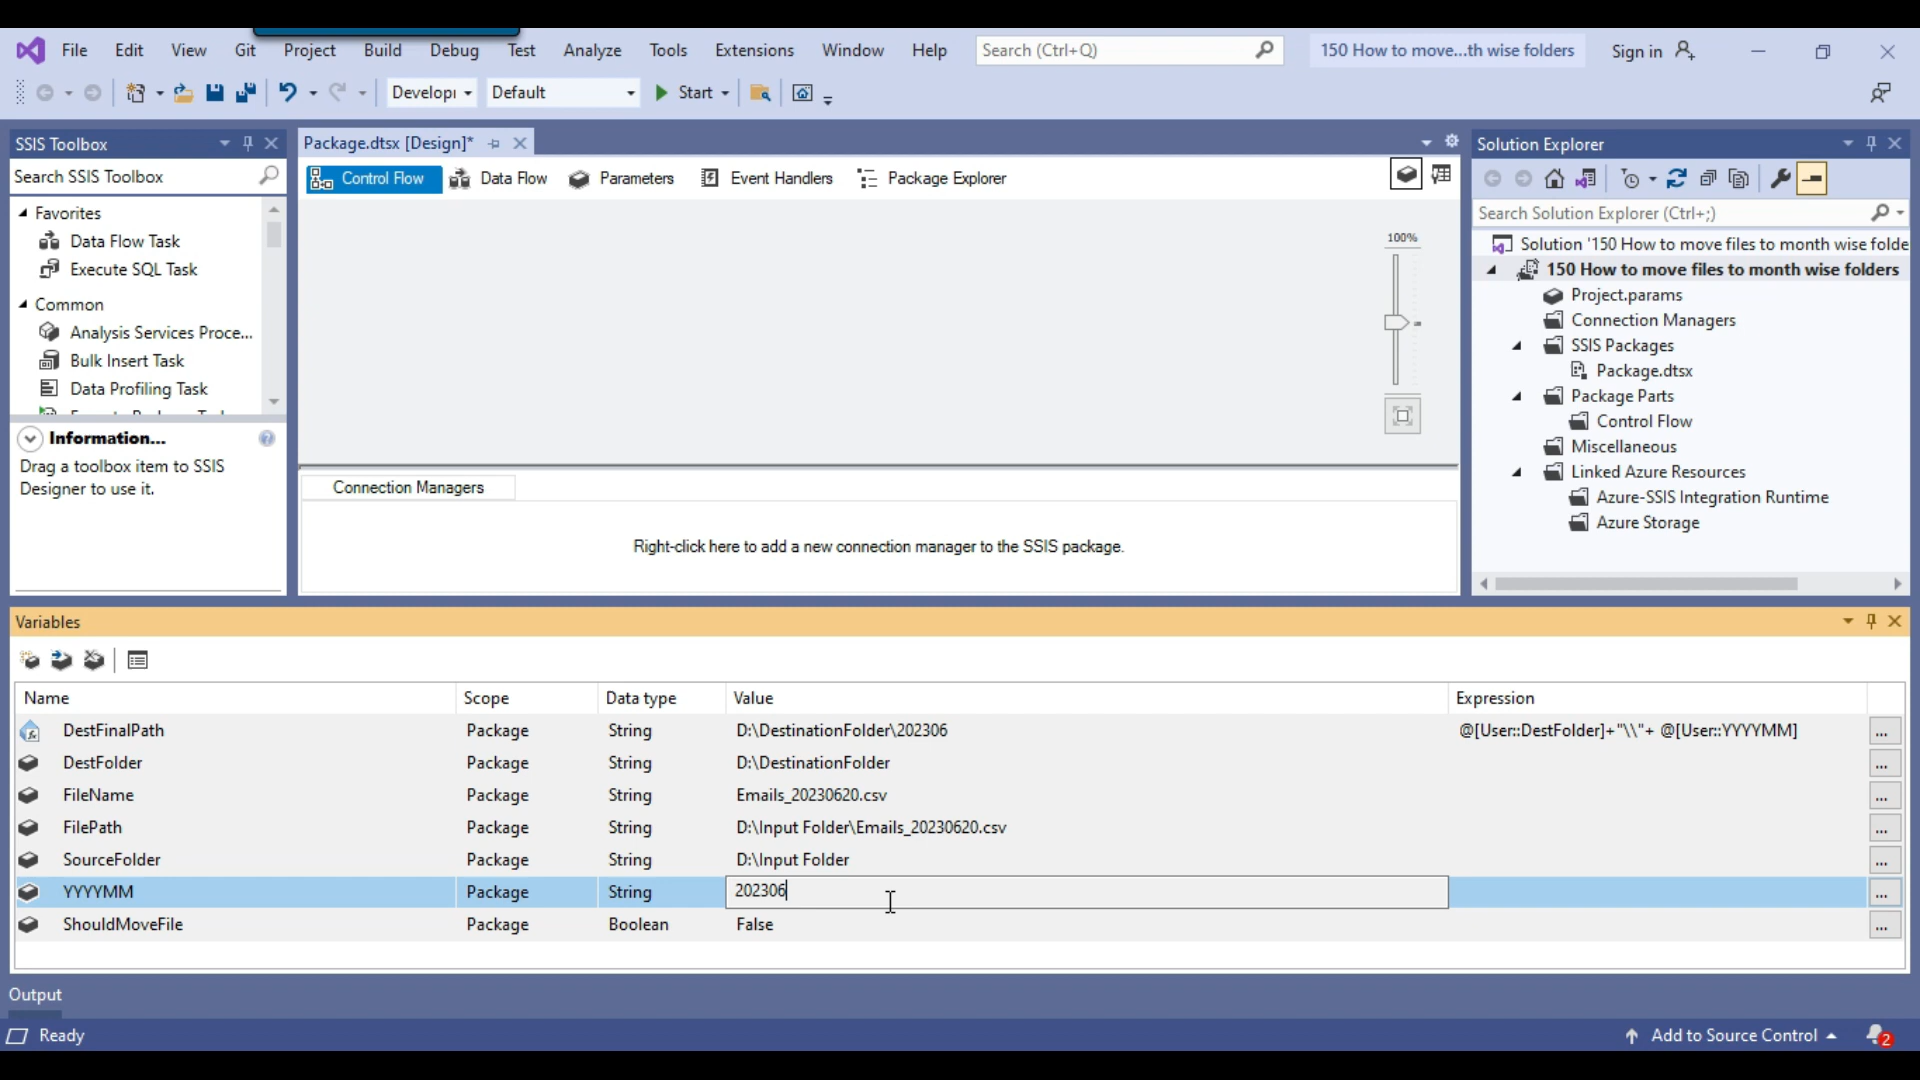 File Edit View Git Project Build Debug Test Analyze Tools Extensions Window Help Search (Ctrl+Q) 150 How to move...th wise folders Sign in
Default Start
SSIS Toolbox
Search SSIS Toolbox
Favorites
Data Flow Task
Execute SQL Task
Common
Analysis Services Proce...
Bulk Insert Task
Data Profiling Task
Information...
Drag a toolbox item to SSIS
Designer to use it.
Package.dtsx [Design]*
Control Flow Data Flow Parameters Event Handlers Package Explorer
100%
Connection Managers
Right-click here to add a new connection manager to the SSIS package.
Solution Explorer
Search Solution Explorer (Ctrl+;)
Solution '150 How to move files to month wise folde
150 How to move files to month wise folders
Project.params
Connection Managers
SSIS Packages
Package.dtsx
Package Parts
Control Flow
Miscellaneous
Linked Azure Resources
Azure-SSIS Integration Runtime
Azure Storage
Variables
Name Scope Data type Value Expression
DestFinalPath Package String D:\DestinationFolder\202306 @[User::DestFolder]+"\\"+ @[User::YYYYMM] ...
DestFolder Package String D:\DestinationFolder ...
FileName Package String Emails_20230620.csv ...
FilePath Package String D:\Input Folder\Emails_20230620.csv ...
SourceFolder Package String D:\Input Folder ...
YYYYMM Package String 202306 ...
ShouldMoveFile Package Boolean False ...
Output
Ready Add to Source Control 2